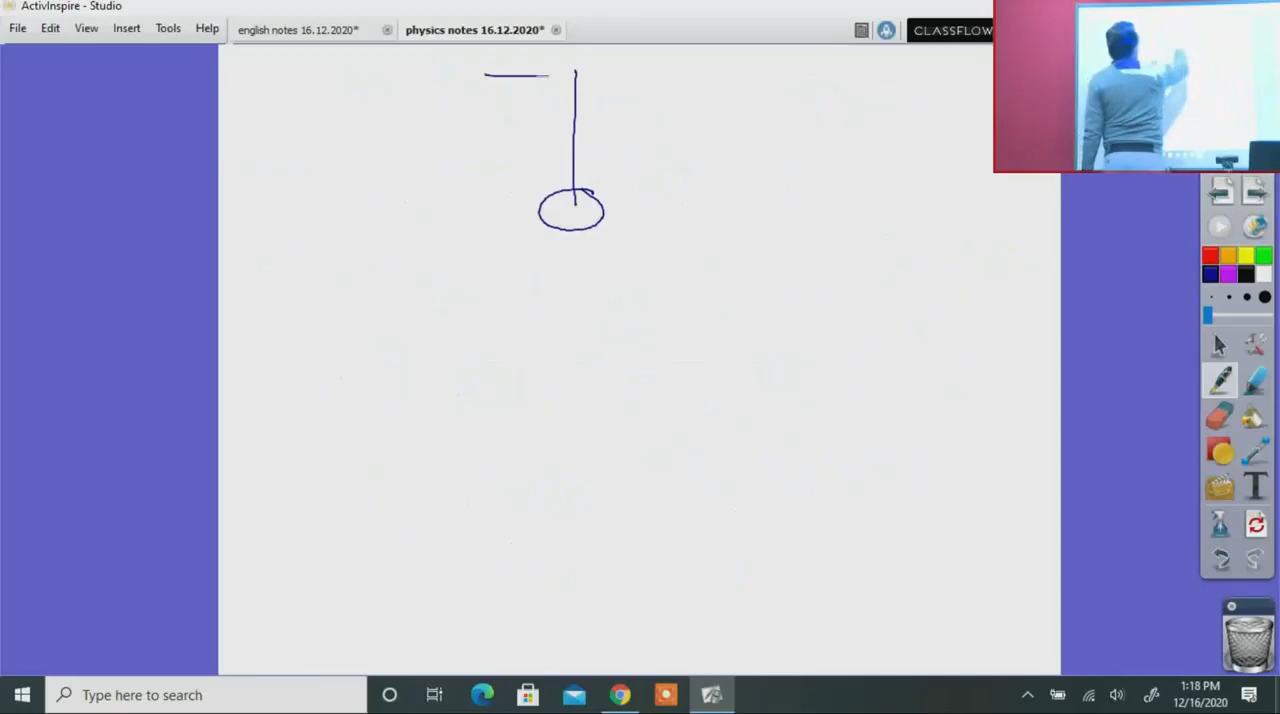 ActivInspire - Studio
File Edit View Insert Tools Help
english notes 16.12.2020*
physics notes 16.12.2020*
CLASSFLOW
T
Type here to search
1:18 PM
12/16/2020